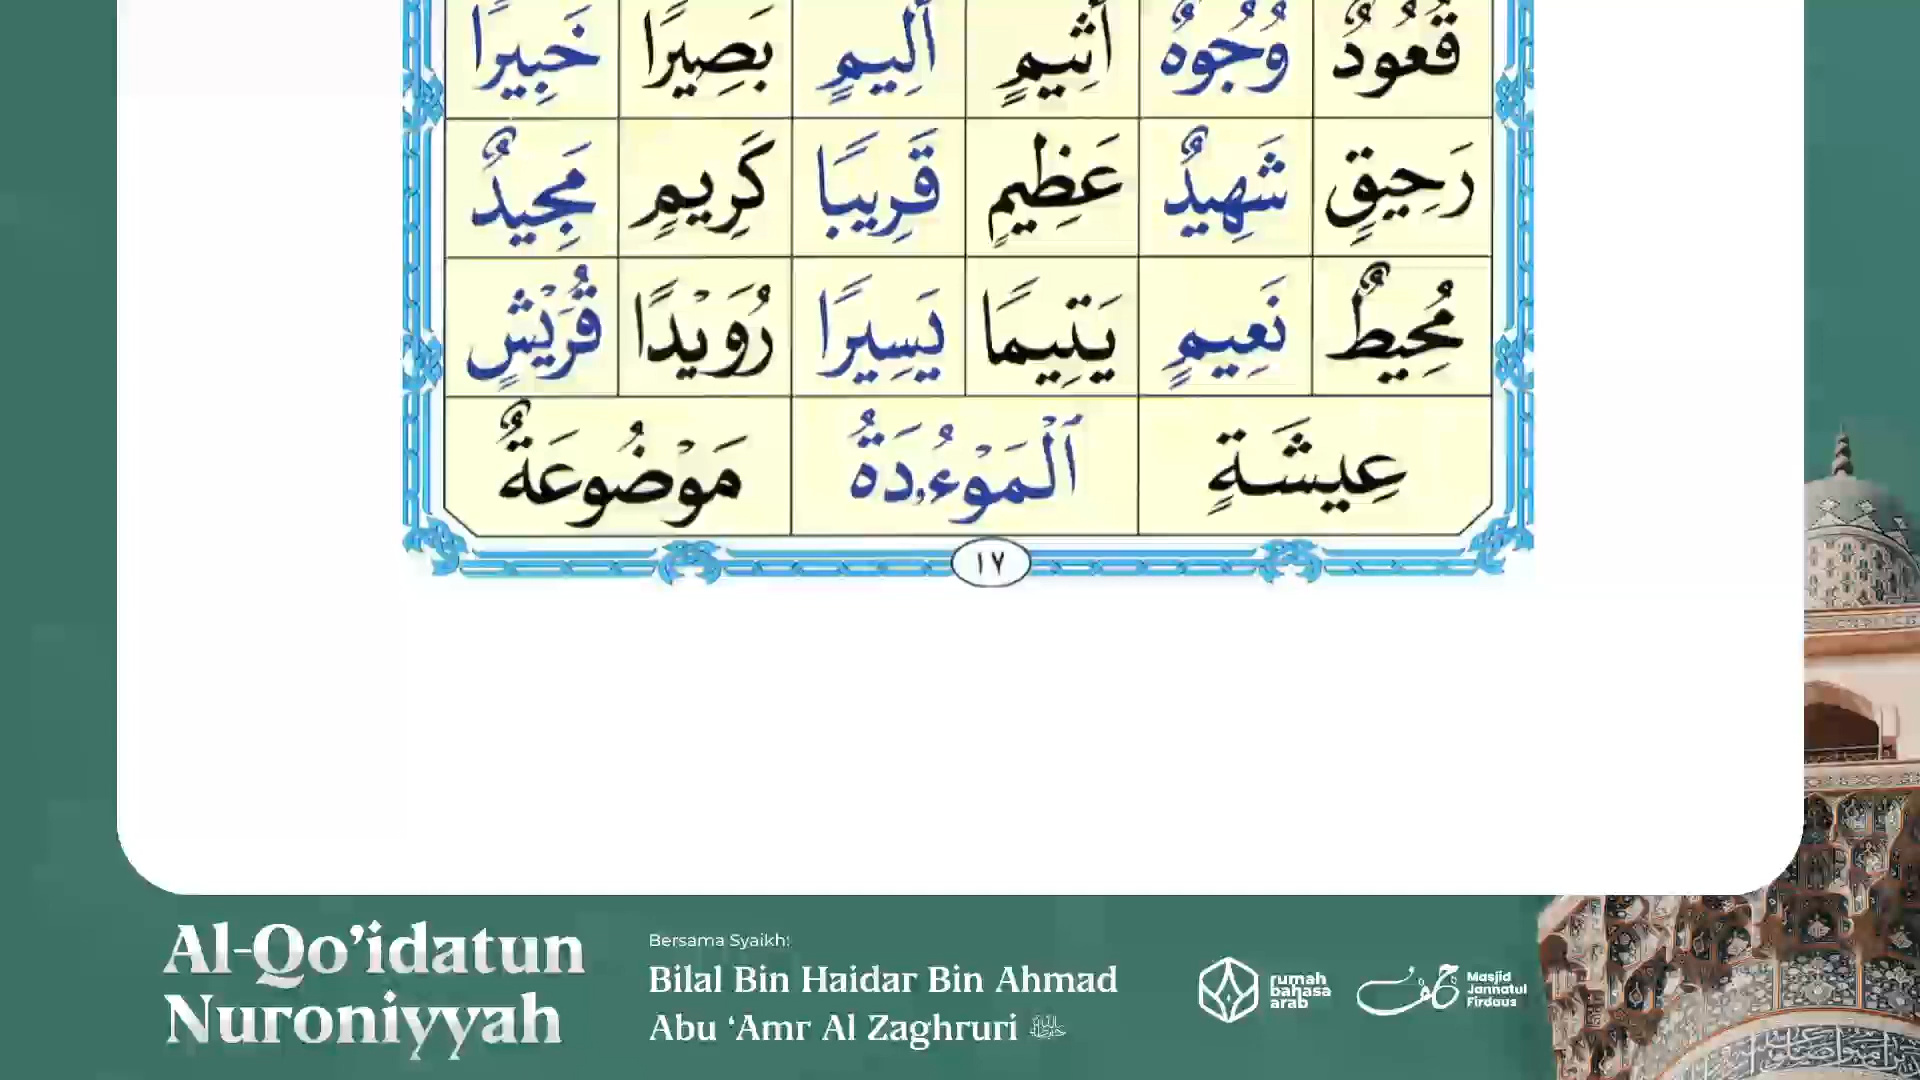 قُعُودٌ وُجُوهٌ أَثِيمٍ أَلِيمٍ بَصِيرًا خَبِيرًا
رَحِيقٍ شَهِيدٌ عَظِيمٍ قَرِيبًا كَرِيمٍ مَجِيدٌ
مُحِيطٌ نَعِيمٍ يَتِيمًا يَسِيرًا رُوَيْدًا قُرَيْشٍ
عِيشَةٍ ٱلْمَوْءُۥدَةُ مَوْضُوعَةٌ
١٧
Al-Qo'idatun
Nuroniyyah
Bersama Syaikh:
Bilal Bin Haidar Bin Ahmad
Abu ‘Amr Al Zaghruri
rumah
bahasa
arab
Masjid
Jannatul
Firdaus